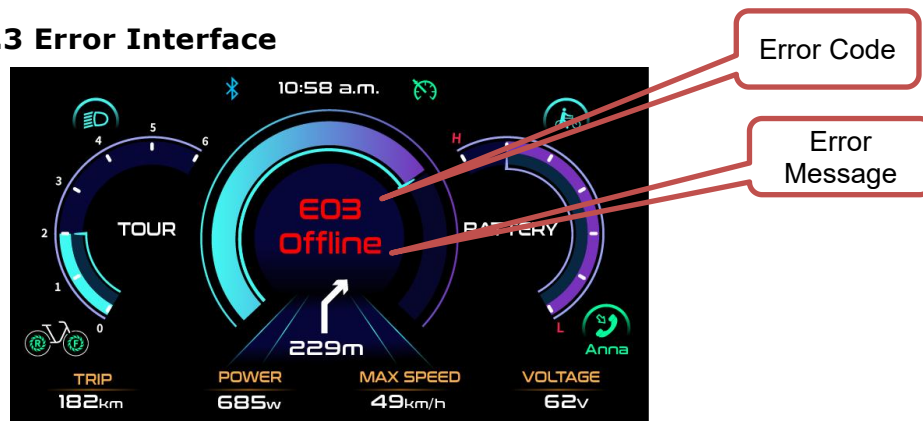 .3 Error Interface
Error Code
Error
Message
10:58 a.m.
0
1
2
3
4
5
6
TOUR
E03
Offline
H
BATTERY
L
R
F
229m
Anna
TRIP
POWER
MAX SPEED
VOLTAGE
182km
685w
49km/h
62v